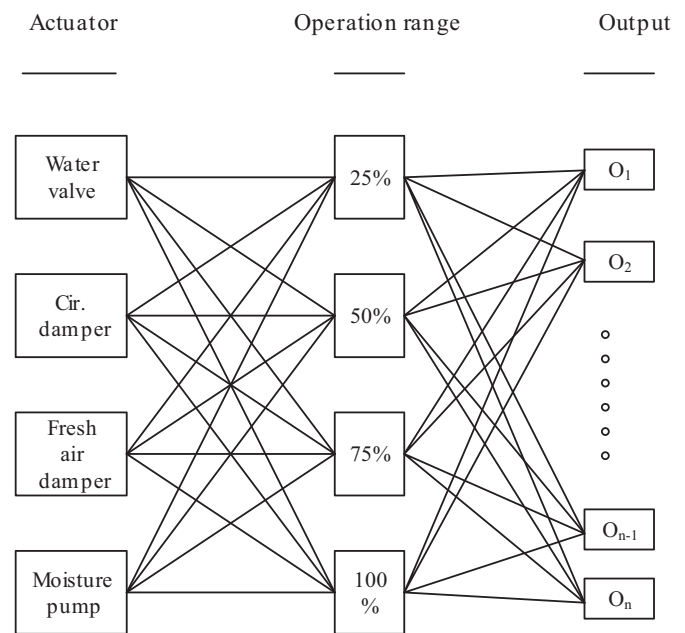 Actuator
Operation range
Output
Water
valve
25%
O₁
O₂
Cir.
damper
50%
Fresh
air
damper
75%
Oₙ₋₁
Moisture
pump
100
%
Oₙ